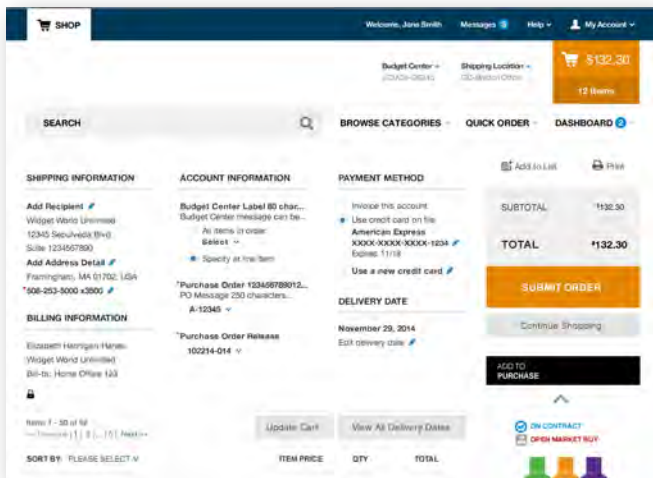 SHOP
Welcome, Jane Smith
Messages 3
Help
My Account
Budget Center
Shipping Location
$132.30
12 Items
SEARCH
BROWSE CATEGORIES
QUICK ORDER
DASHBOARD 2
Add to List
Print
SHIPPING INFORMATION
Add Recipient
Widget World Unlimited
12345 Sepulveda Blvd
Suite 1234567890
Add Address Detail
Framingham, MA 01702, USA
*508-253-5000 x3500
BILLING INFORMATION
Elizabeth Harrigan Hanes
Widget World Unlimited
Bill-to: Home Office 123
ACCOUNT INFORMATION
Budget Center Label 80 char...
Budget Center message can be...
All items in order
Select
Specify at line item
*Purchase Order 123456789012...
PO Message 250 characters...
A-12345
*Purchase Order Release
102214-014
PAYMENT METHOD
Invoice this account
Use credit card on file
American Express
XXXX-XXXX-XXXX-1234
Expires: 11/18
Use a new credit card
DELIVERY DATE
November 29, 2014
Edit delivery date
SUBTOTAL
$132.30
TOTAL
$132.30
SUBMIT ORDER
Continue Shopping
ADD TO
PURCHASE
ON CONTRACT
OPEN MARKET BUY
Items 1 - 50 of
Update Cart
View All Delivery Dates
SORT BY: PLEASE SELECT
ITEM PRICE
QTY
TOTAL